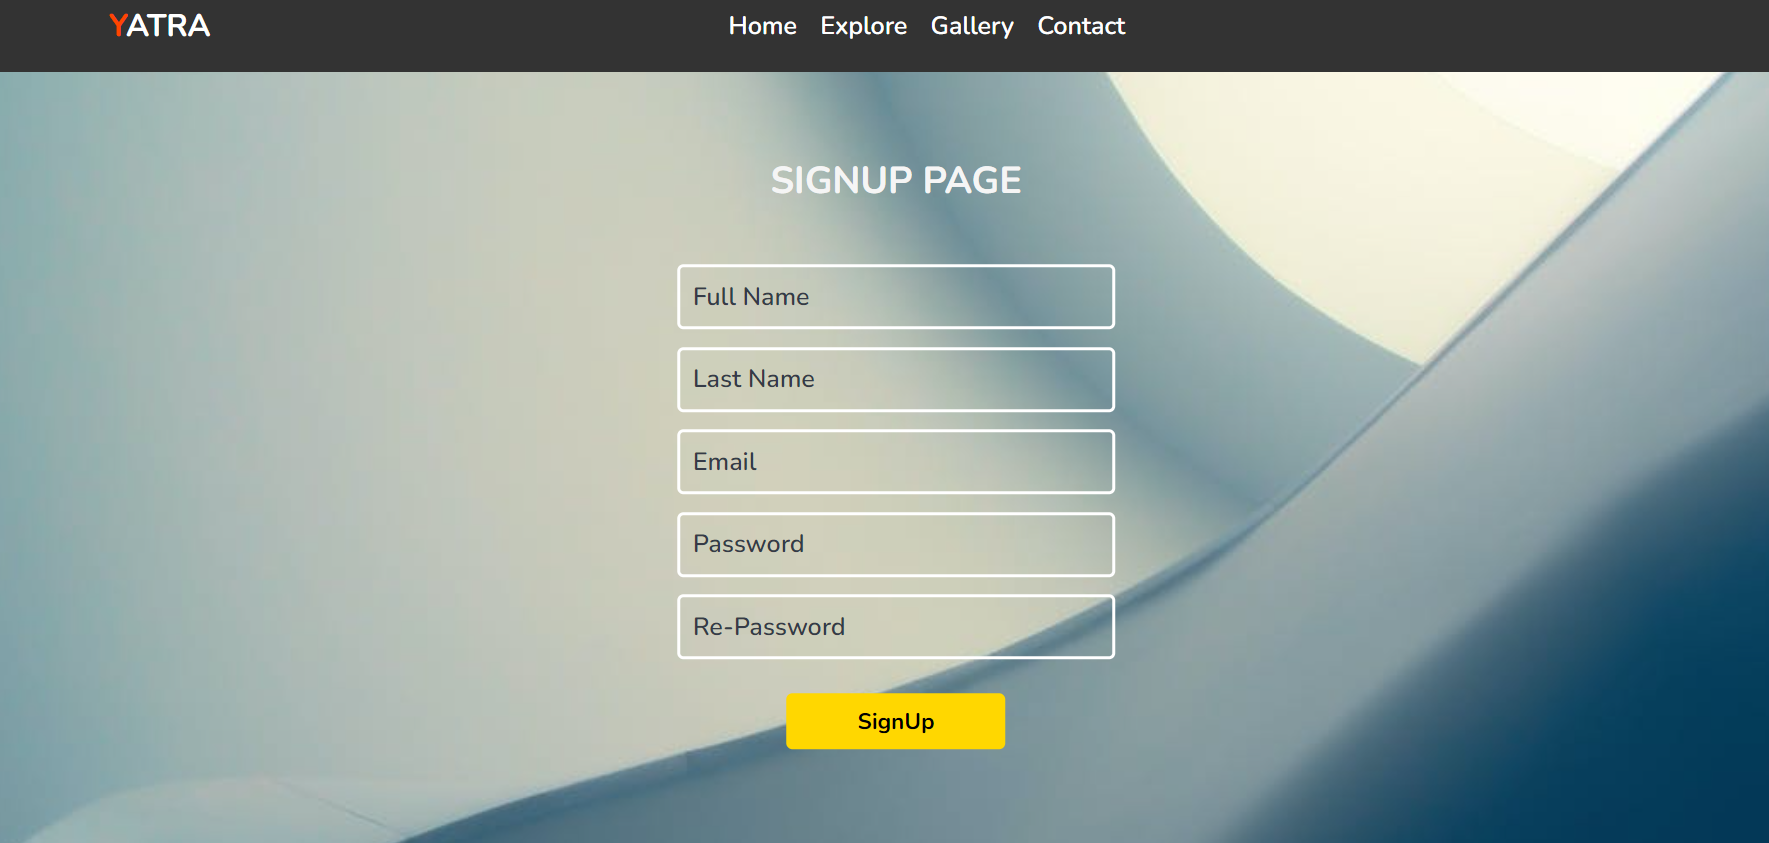 YATRA Home Explore Gallery Contact
SIGNUP PAGE
Full Name
Last Name
Email
Password
Re-Password
SignUp